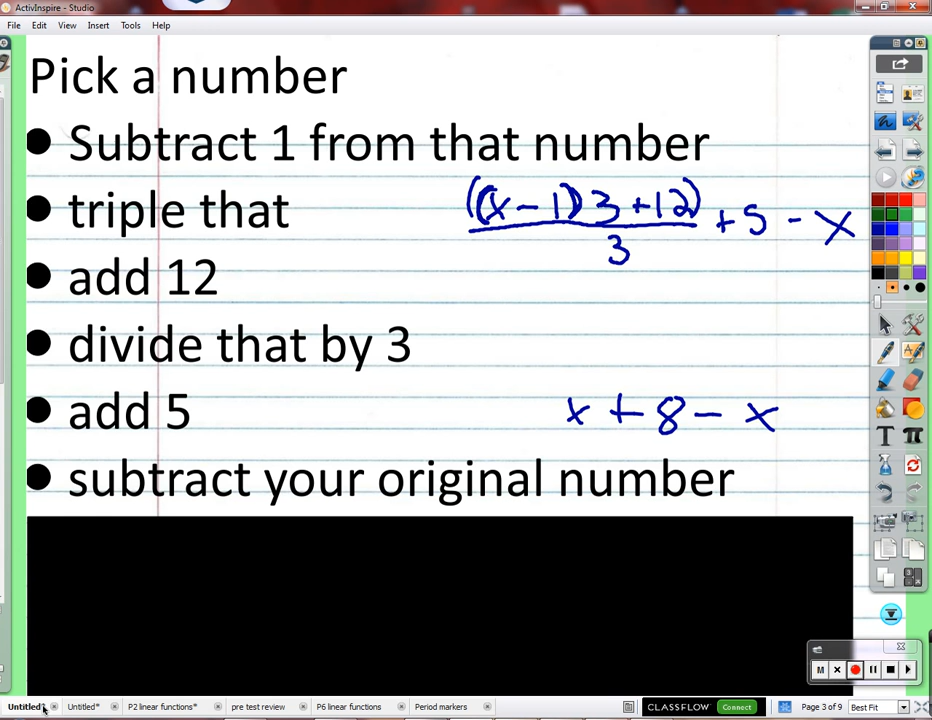 ActivInspire - Studio
File Edit View Insert Tools Help
Pick a number
● Subtract 1 from that number
● triple that
((x - 1)) 3 + 12)
3
+ 5 - x
● add 12
● divide that by 3
● add 5
x + 8 - x
● subtract your original number
M
Untitled* Untitled* P2 linear functions* pre test review P6 linear functions Period markers CLASSFLOW Connect Page 3 of 9 Best Fit